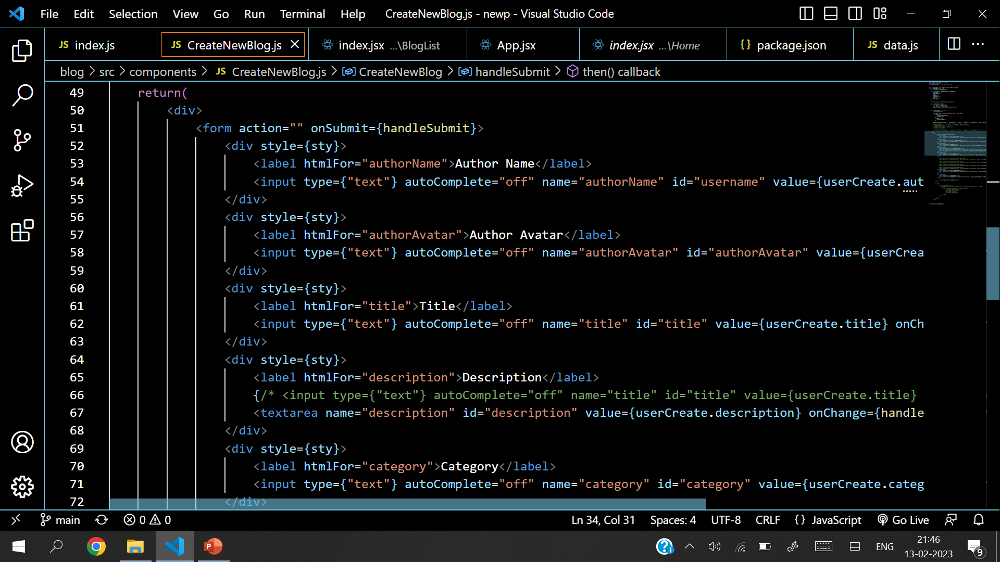 File Edit Selection View Go Run Terminal Help CreateNewBlog.js - newp - Visual Studio Code
JS index.js JS CreateNewBlog.js index.jsx ...\BlogList App.jsx index.jsx ...\Home {} package.json JS data.js
blog > src > components > JS CreateNewBlog.js > CreateNewBlog > handleSubmit > then() callback
49 return(
50 <div>
51 <form action="" onSubmit={handleSubmit}>
52 <div style={sty}>
53 <label htmlFor="authorName">Author Name</label>
54 <input type={"text"} autoComplete="off" name="authorName" id="username" value={userCreate.aut
55 </div>
56 <div style={sty}>
57 <label htmlFor="authorAvatar">Author Avatar</label>
58 <input type={"text"} autoComplete="off" name="authorAvatar" id="authorAvatar" value={userCrea
59 </div>
60 <div style={sty}>
61 <label htmlFor="title">Title</label>
62 <input type={"text"} autoComplete="off" name="title" id="title" value={userCreate.title} onCh
63 </div>
64 <div style={sty}>
65 <label htmlFor="description">Description</label>
66 {/* <input type={"text"} autoComplete="off" name="title" id="title" value={userCreate.title}
67 <textarea name="description" id="description" value={userCreate.description} onChange={handle
68 </div>
69 <div style={sty}>
70 <label htmlFor="category">Category</label>
71 <input type={"text"} autoComplete="off" name="category" id="category" value={userCreate.categ
72 </div>
main 0 0 Ln 34, Col 31 Spaces: 4 UTF-8 CRLF {} JavaScript Go Live
ENG 21:46
13-02-2023 9